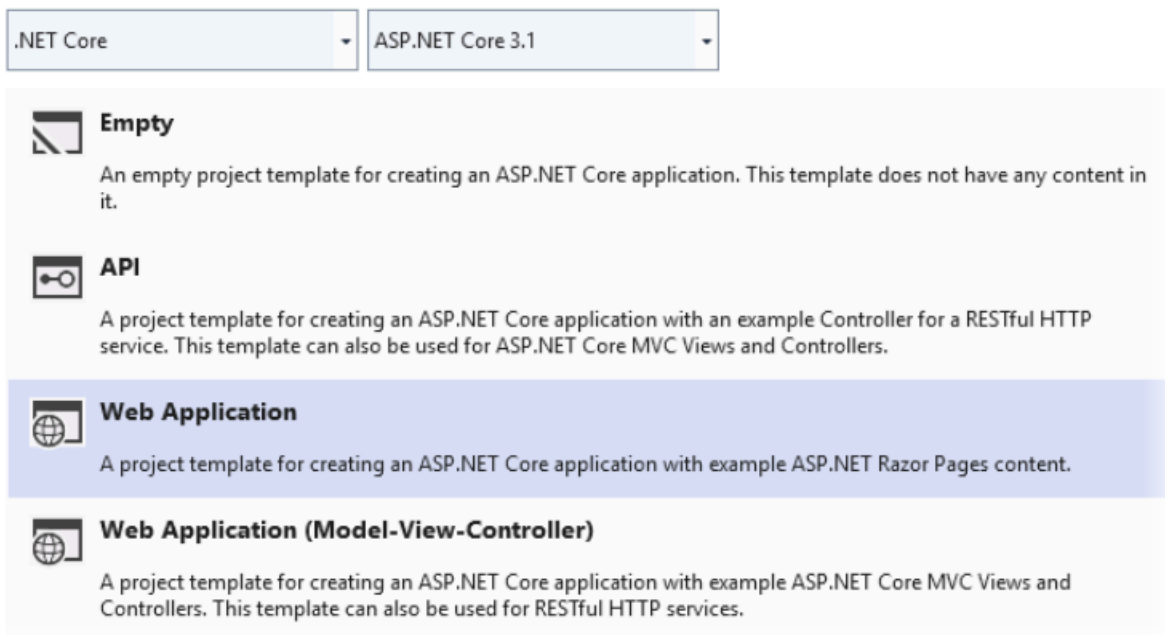 .NET Core
ASP.NET Core 3.1
Empty
An empty project template for creating an ASP.NET Core application. This template does not have any content in
it.
API
A project template for creating an ASP.NET Core application with an example Controller for a RESTful HTTP
service. This template can also be used for ASP.NET Core MVC Views and Controllers.
Web Application
A project template for creating an ASP.NET Core application with example ASP.NET Razor Pages content.
Web Application (Model-View-Controller)
A project template for creating an ASP.NET Core application with example ASP.NET Core MVC Views and
Controllers. This template can also be used for RESTful HTTP services.